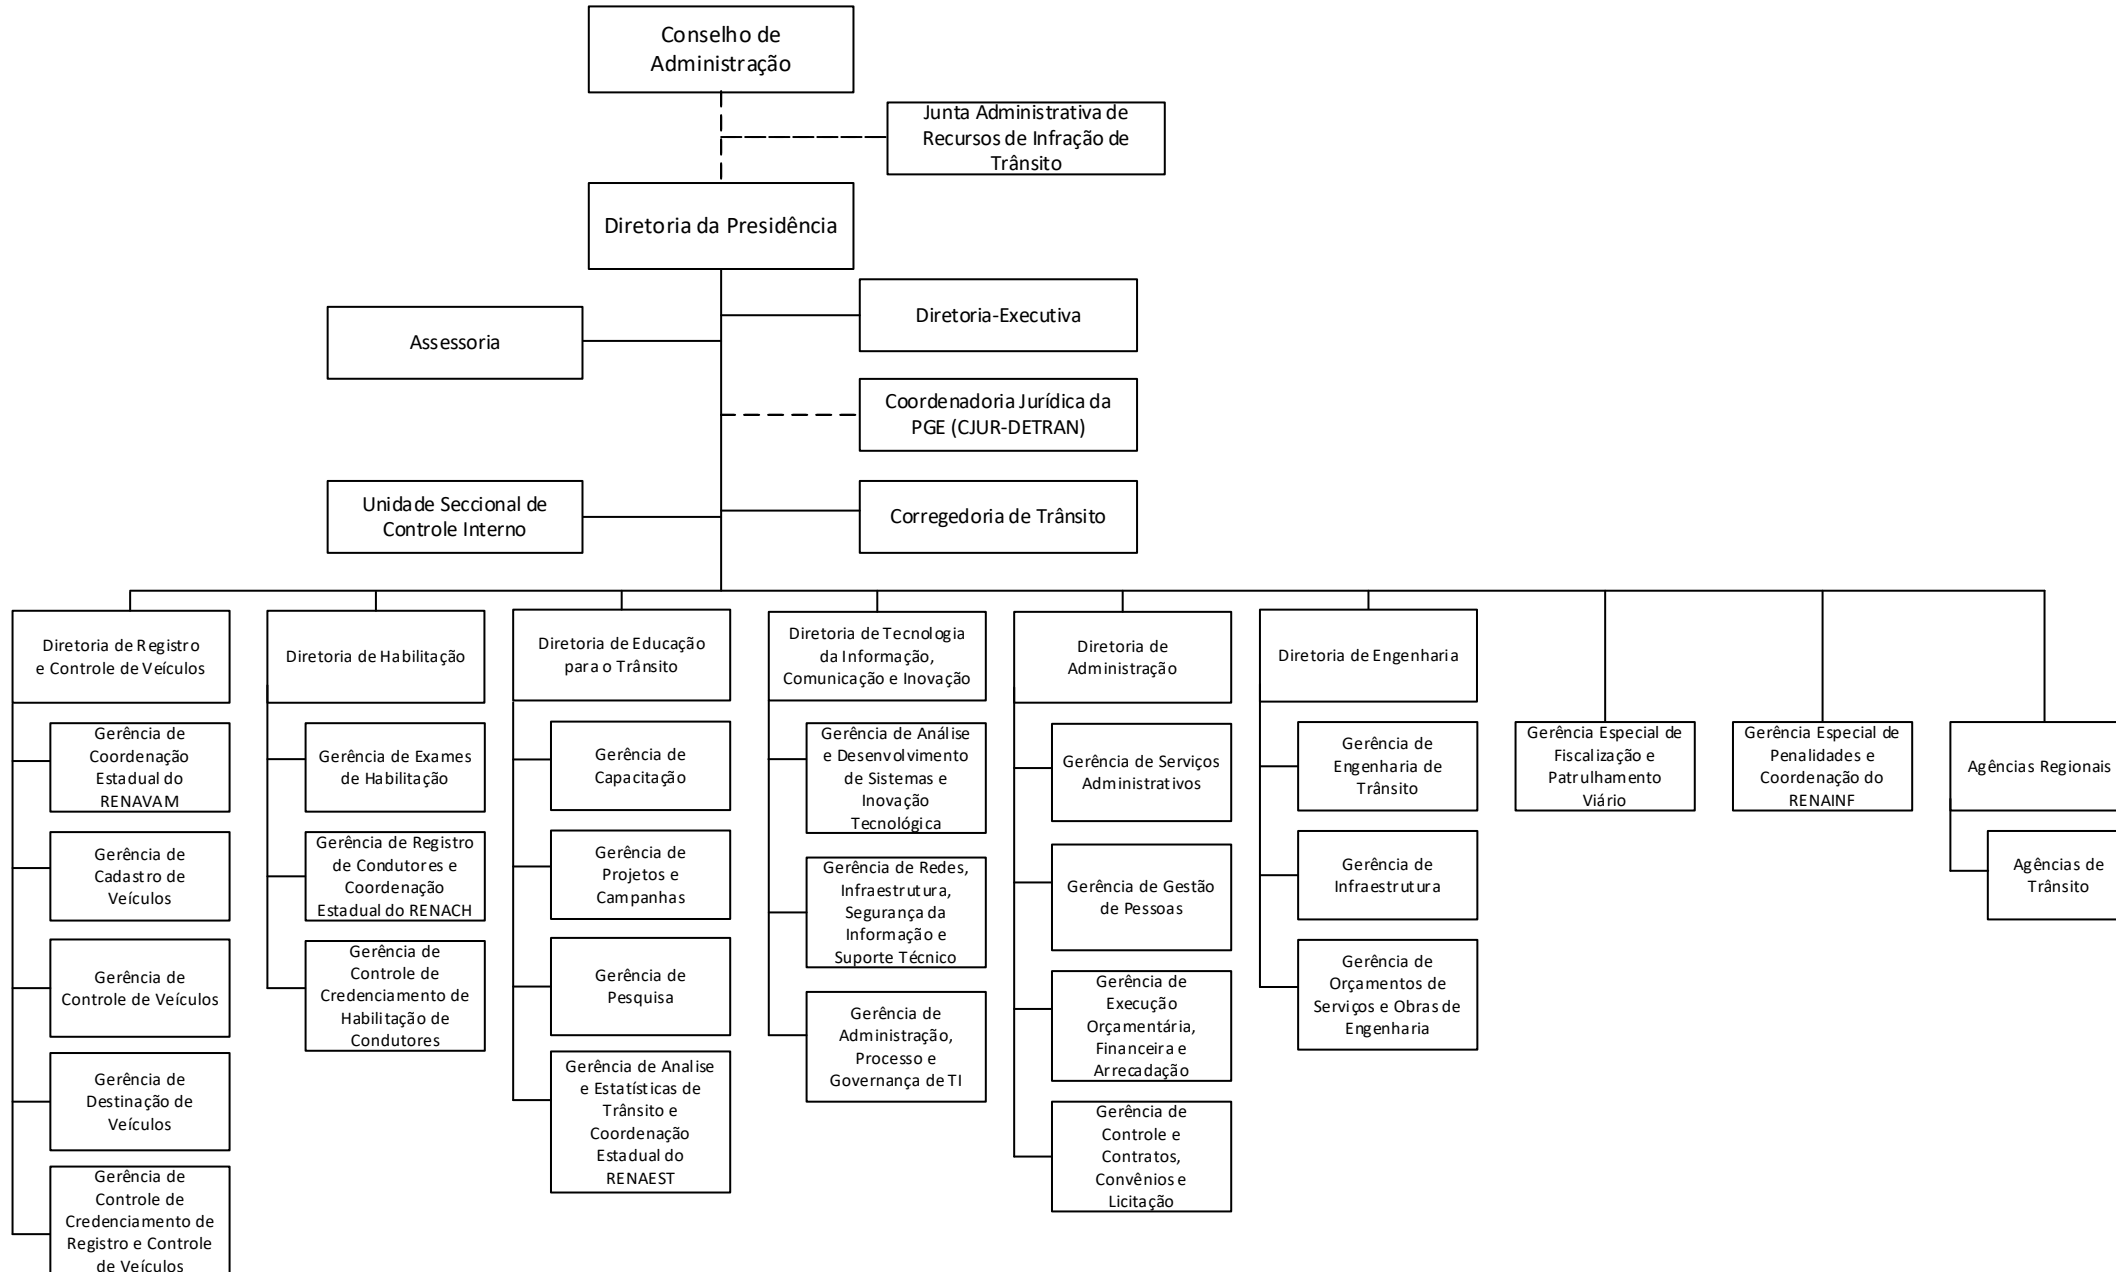 Conselho de
Administração
Junta Administrativa de
Recursos de Infração de
Trânsito
Diretoria da Presidência
Diretoria-Executiva
Assessoria
Coordenadoria Jurídica da
PGE (CJUR-DETRAN)
Unidade Seccional de
Controle Interno
Corregedoria de Trânsito
Diretoria de Registro
e Controle de Veículos
Gerência de
Coordenação
Estadual do
RENAVAM
Gerência de
Cadastro de
Veículos
Gerência de
Controle de Veículos
Gerência de
Destinação de
Veículos
Gerência de
Controle de
Credenciamento de
Registro e Controle
de Veículos
Diretoria de Habilitação
Gerência de Exames
de Habilitação
Gerência de Registro
de Condutores e
Coordenação
Estadual do RENACH
Gerência de
Controle de
Credenciamento de
Habilitação de
Condutores
Diretoria de Educação
para o Trânsito
Gerência de
Capacitação
Gerência de
Projetos e
Campanhas
Gerência de
Pesquisa
Gerência de Analise
e Estatísticas de
Trânsito e
Coordenação
Estadual do
RENAEST
Diretoria de Tecnologia
da Informação,
Comunicação e Inovação
Gerência de Análise
e Desenvolvimento
de Sistemas e
Inovação
Tecnológica
Gerência de Redes,
Infraestrutura,
Segurança da
Informação e
Suporte Técnico
Gerência de
Administração,
Processo e
Governança de TI
Diretoria de
Administração
Gerência de Serviços
Administrativos
Gerência de Gestão
de Pessoas
Gerência de
Execução
Orçamentária,
Financeira e
Arrecadação
Gerência de
Controle e
Contratos,
Convênios e
Licitação
Diretoria de Engenharia
Gerência de
Engenharia de
Trânsito
Gerência de
Infraestrutura
Gerência de
Orçamentos de
Serviços e Obras de
Engenharia
Gerência Especial de
Fiscalização e
Patrulhamento
Viário
Gerência Especial de
Penalidades e
Coordenação do
RENAINF
Agências Regionais
Agências de
Trânsito